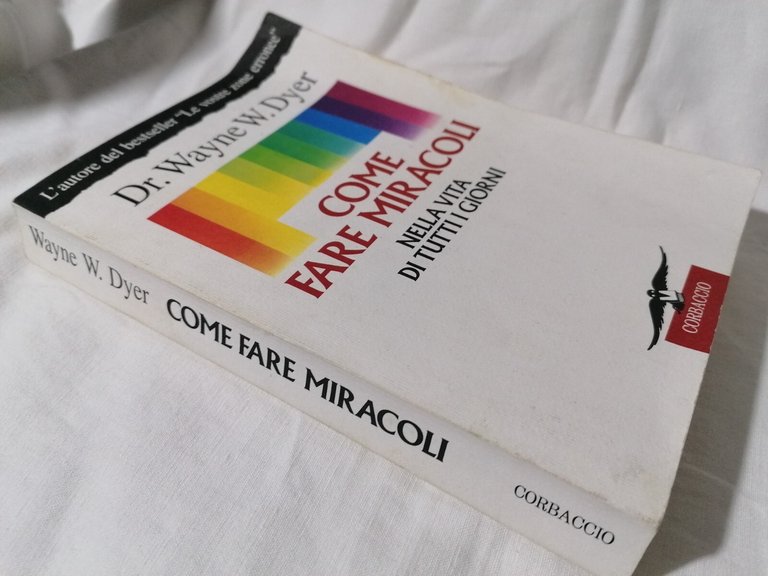 L'autore del bestseller "Le vostre zone erronee"
Dr. Wayne W. Dyer
COME
FARE MIRACOLI
NELLA VITA
DI TUTTI I GIORNI
CORBACCIO
Wayne W. Dyer COME FARE MIRACOLI CORBACCIO